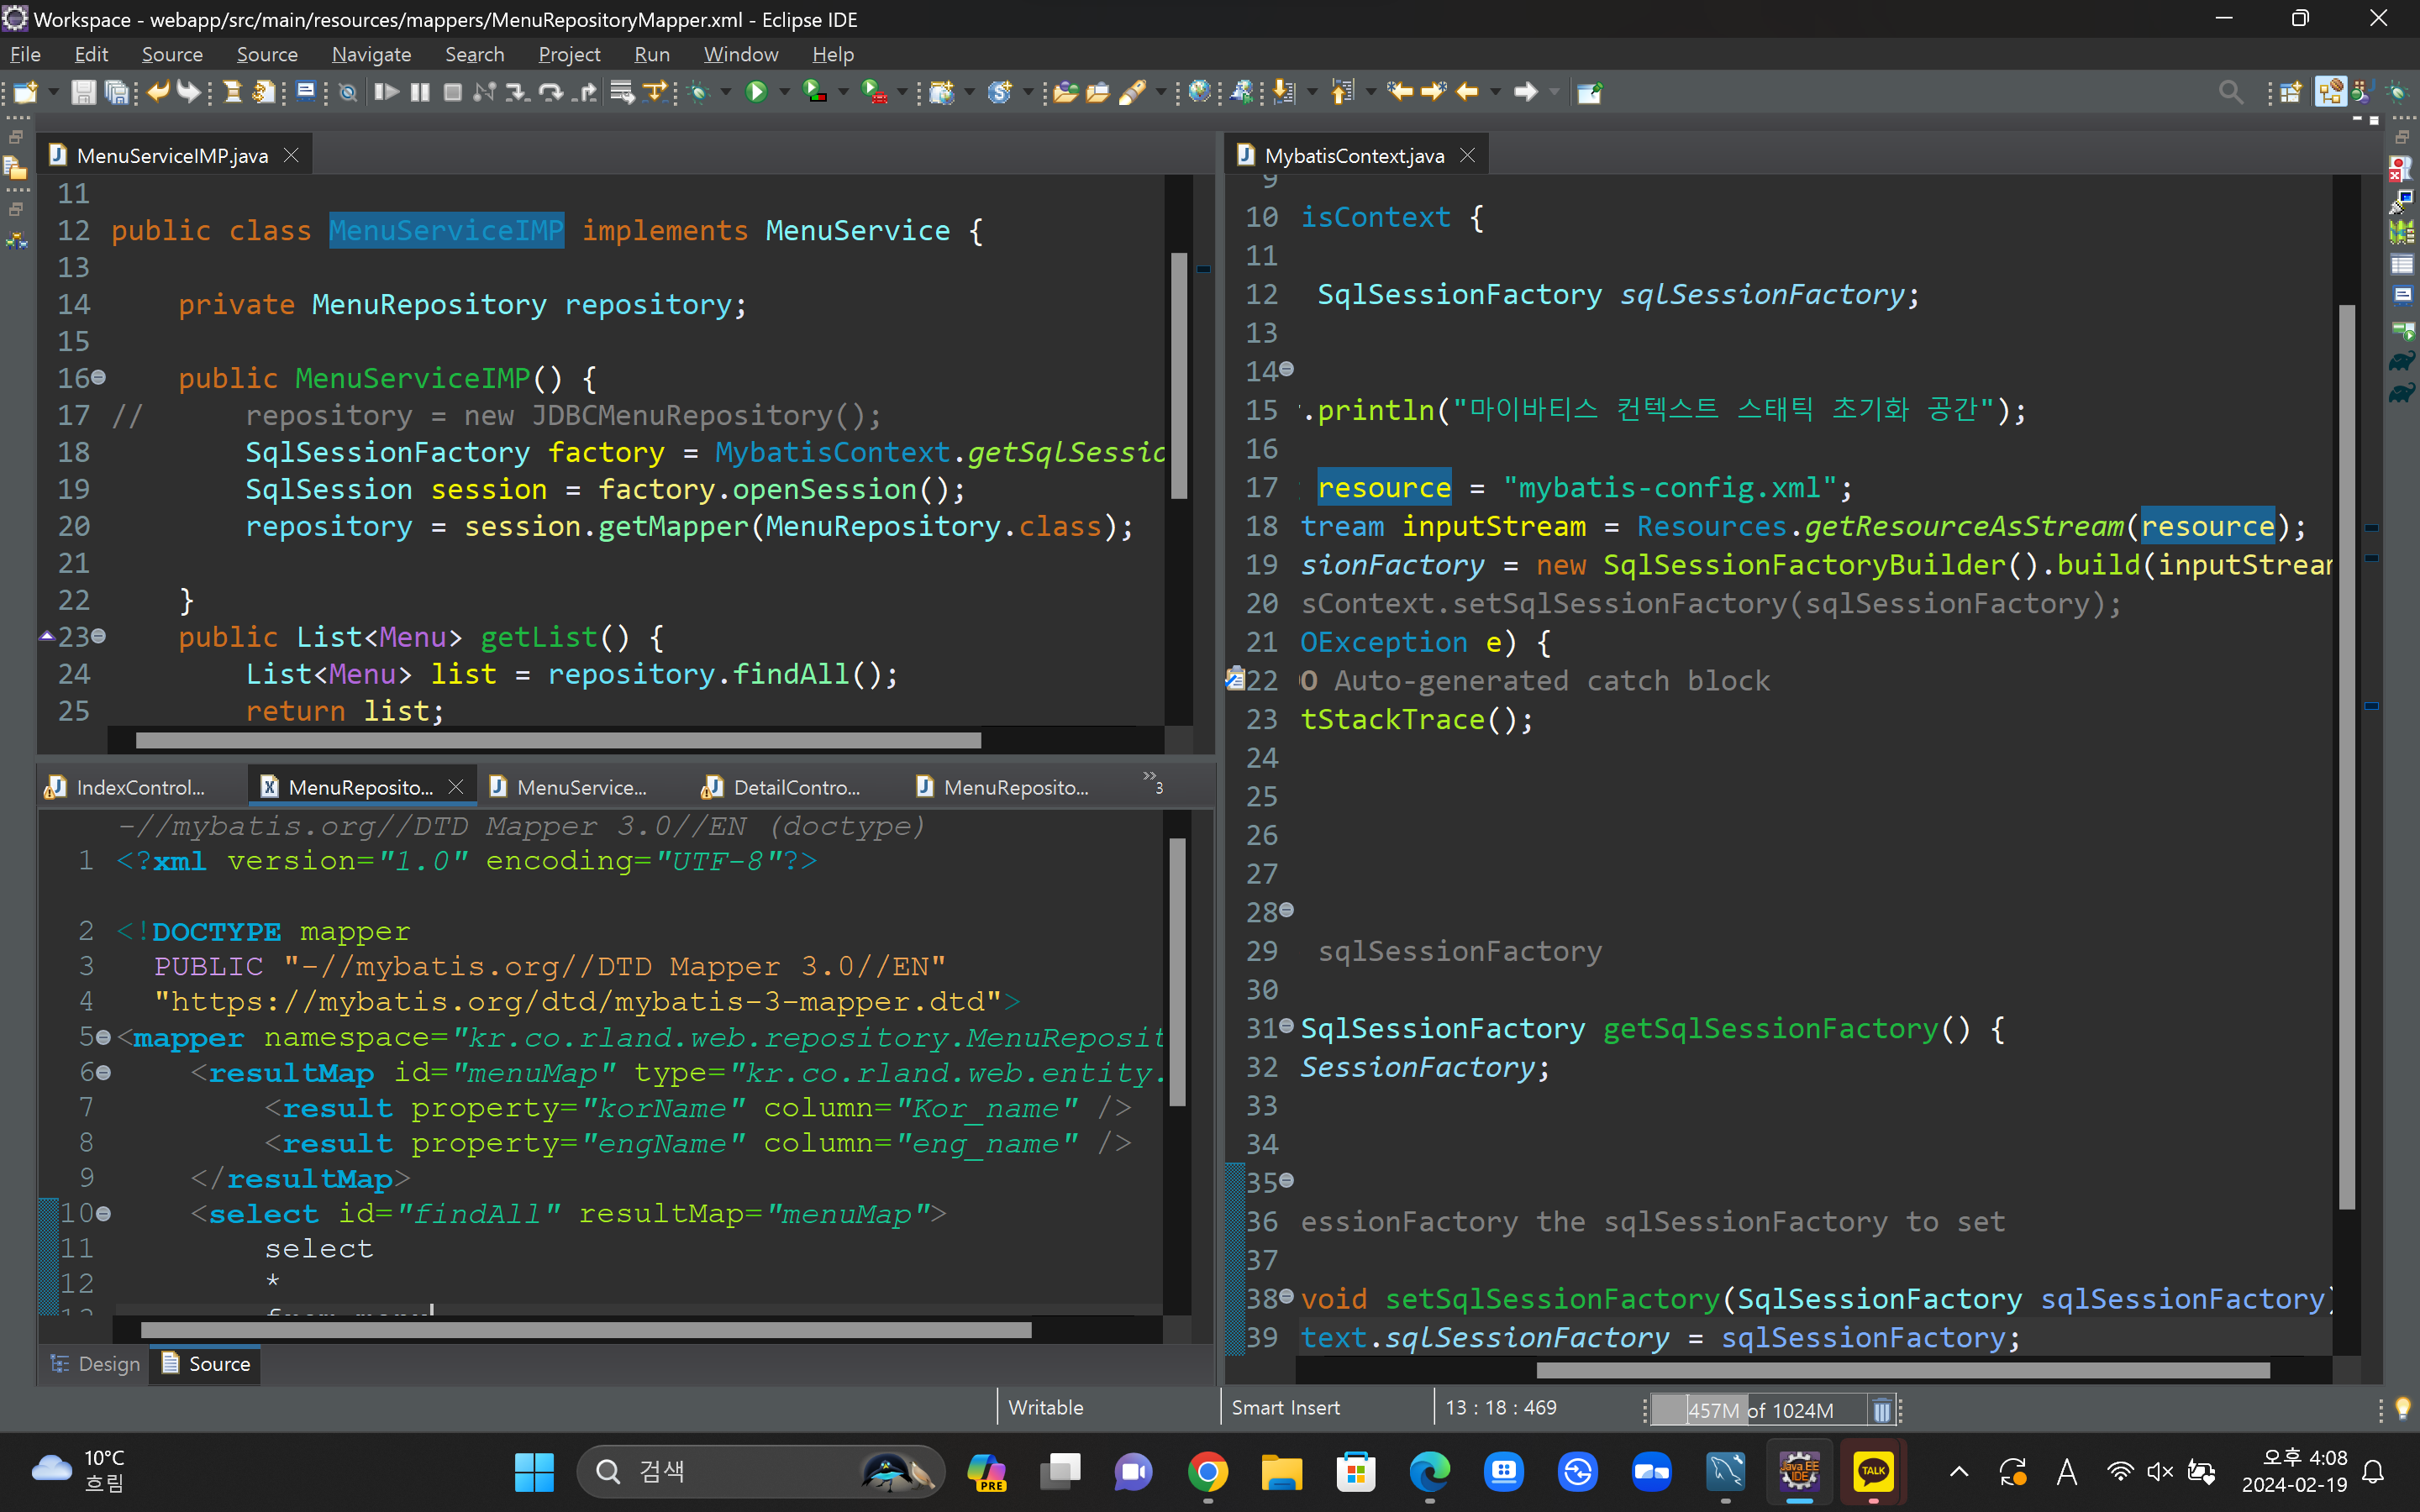 Workspace - webapp/src/main/resources/mappers/MenuRepositoryMapper.xml - Eclipse IDE
File Edit Source Source Navigate Search Project Run Window Help
MenuServiceIMP.java
11
12 public class MenuServiceIMP implements MenuService {
13
14 private MenuRepository repository;
15
16 public MenuServiceIMP() {
17 // repository = new JDBCMenuRepository();
18 SqlSessionFactory factory = MybatisContext.getSqlSessio
19 SqlSession session = factory.openSession();
20 repository = session.getMapper(MenuRepository.class);
21
22 }
23 public List<Menu> getList() {
24 List<Menu> list = repository.findAll();
25 return list;
IndexControl... MenuReposito... MenuService... DetailContro... MenuReposito... »3
-//mybatis.org//DTD Mapper 3.0//EN (doctype)
1 <?xml version="1.0" encoding="UTF-8"?>
2 <!DOCTYPE mapper
3 PUBLIC "-//mybatis.org//DTD Mapper 3.0//EN"
4 "https://mybatis.org/dtd/mybatis-3-mapper.dtd">
5 <mapper namespace="kr.co.rland.web.repository.MenuReposit
6 <resultMap id="menuMap" type="kr.co.rland.web.entity.
7 <result property="korName" column="Kor_name" />
8 <result property="engName" column="eng_name" />
9 </resultMap>
10 <select id="findAll" resultMap="menuMap">
11 select
12 *
Design Source
MybatisContext.java
9
10 isContext {
11
12 SqlSessionFactory sqlSessionFactory;
13
14
15 .println("마이바티스 컨텍스트 스태틱 초기화 공간");
16
17 resource = "mybatis-config.xml";
18 tream inputStream = Resources.getResourceAsStream(resource);
19 sionFactory = new SqlSessionFactoryBuilder().build(inputStrear
20 sContext.setSqlSessionFactory(sqlSessionFactory);
21 OException e) {
22 O Auto-generated catch block
23 tStackTrace();
24
25
26
27
28
29 sqlSessionFactory
30
31 SqlSessionFactory getSqlSessionFactory() {
32 SessionFactory;
33
34
35
36 essionFactory the sqlSessionFactory to set
37
38 void setSqlSessionFactory(SqlSessionFactory sqlSessionFactory)
39 text.sqlSessionFactory = sqlSessionFactory;
Writable Smart Insert 13 : 18 : 469 457M of 1024M
10°C
흐림
검색
PRE
Java EE
IDE
TALK
A
오후 4:08
2024-02-19